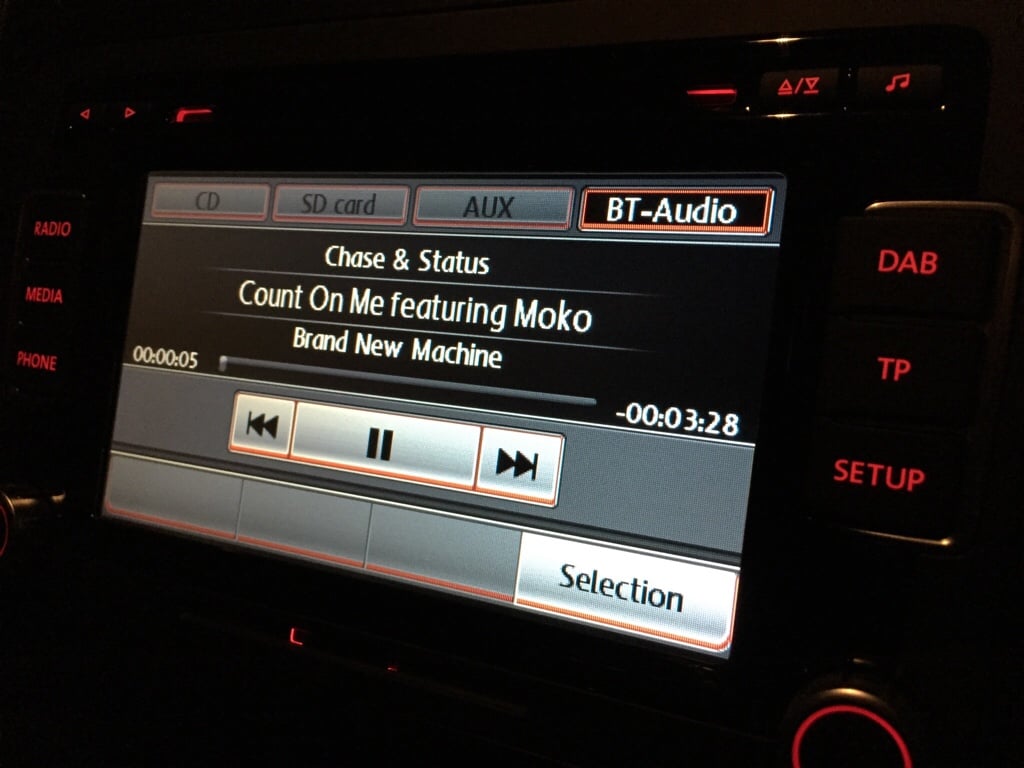 RADIO
MEDIA
PHONE
CD
SD card
AUX
BT-Audio
Chase & Status
Count On Me featuring Moko
Brand New Machine
00:00:05
-00:03:28
Selection
DAB
TP
SETUP